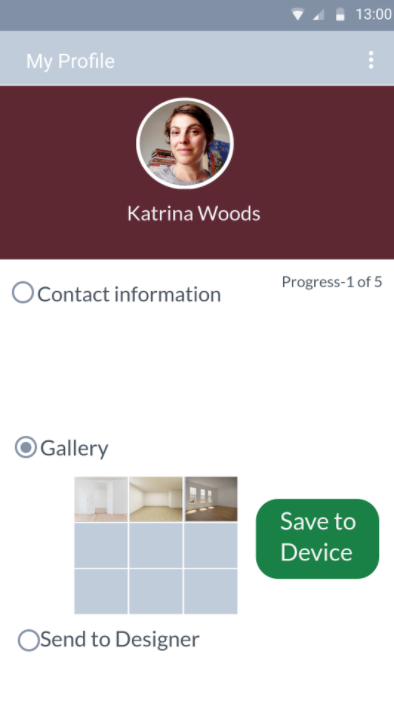 13:00
My Profile
Katrina Woods
Progress-1 of 5
Contact information
Gallery
Save to
Device
Send to Designer